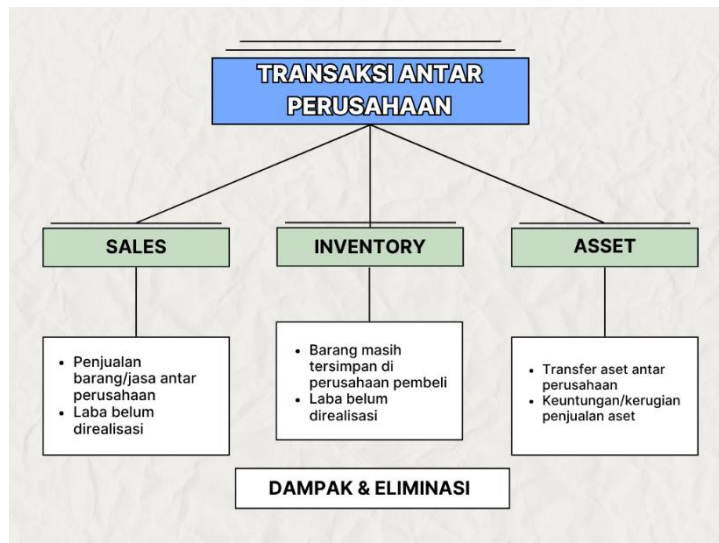 TRANSAKSI ANTAR
PERUSAHAAN
SALES
INVENTORY
ASSET
• Penjualan
barang/jasa antar
perusahaan
• Laba belum
direalisasi
• Barang masih
tersimpan di
perusahaan pembeli
• Laba belum
direalisasi
• Transfer aset antar
perusahaan
• Keuntungan/kerugian
penjualan aset
DAMPAK & ELIMINASI